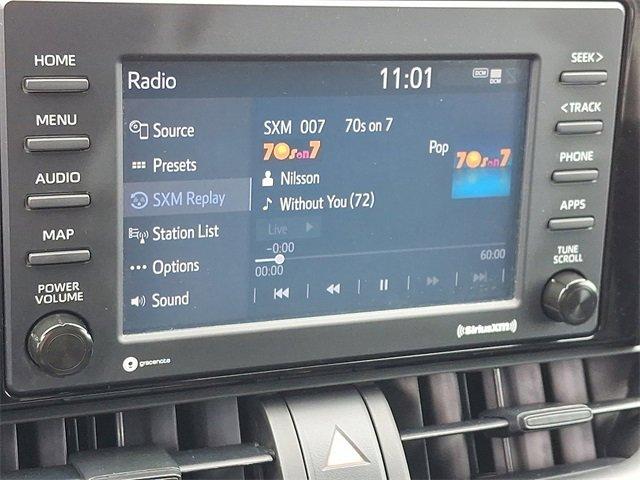 HOME
MENU
AUDIO
MAP
POWER
VOLUME
Radio
11:01
DCM
DCM
Source
Presets
SXM Replay
Station List
Options
Sound
SXM 007 70s on 7
70s on 7
Pop
70s on 7
Nilsson
Without You (72)
Live
-0:00
00:00
60:00
SEEK>
<TRACK
PHONE
APPS
TUNE
SCROLL
gracenote
((SiriusXM))